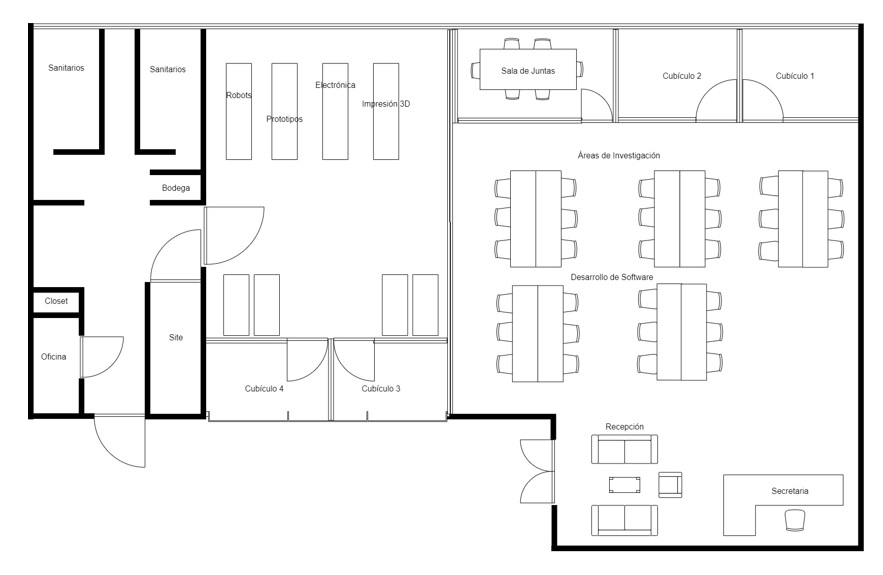 Sanitarios
Sanitarios
Robots
Prototipos
Electrónica
Impresión 3D
Sala de Juntas
Cubículo 2
Cubículo 1
Áreas de Investigación
Bodega
Desarrollo de Software
Closet
Oficina
Site
Cubículo 4
Cubículo 3
Recepción
Secretaria